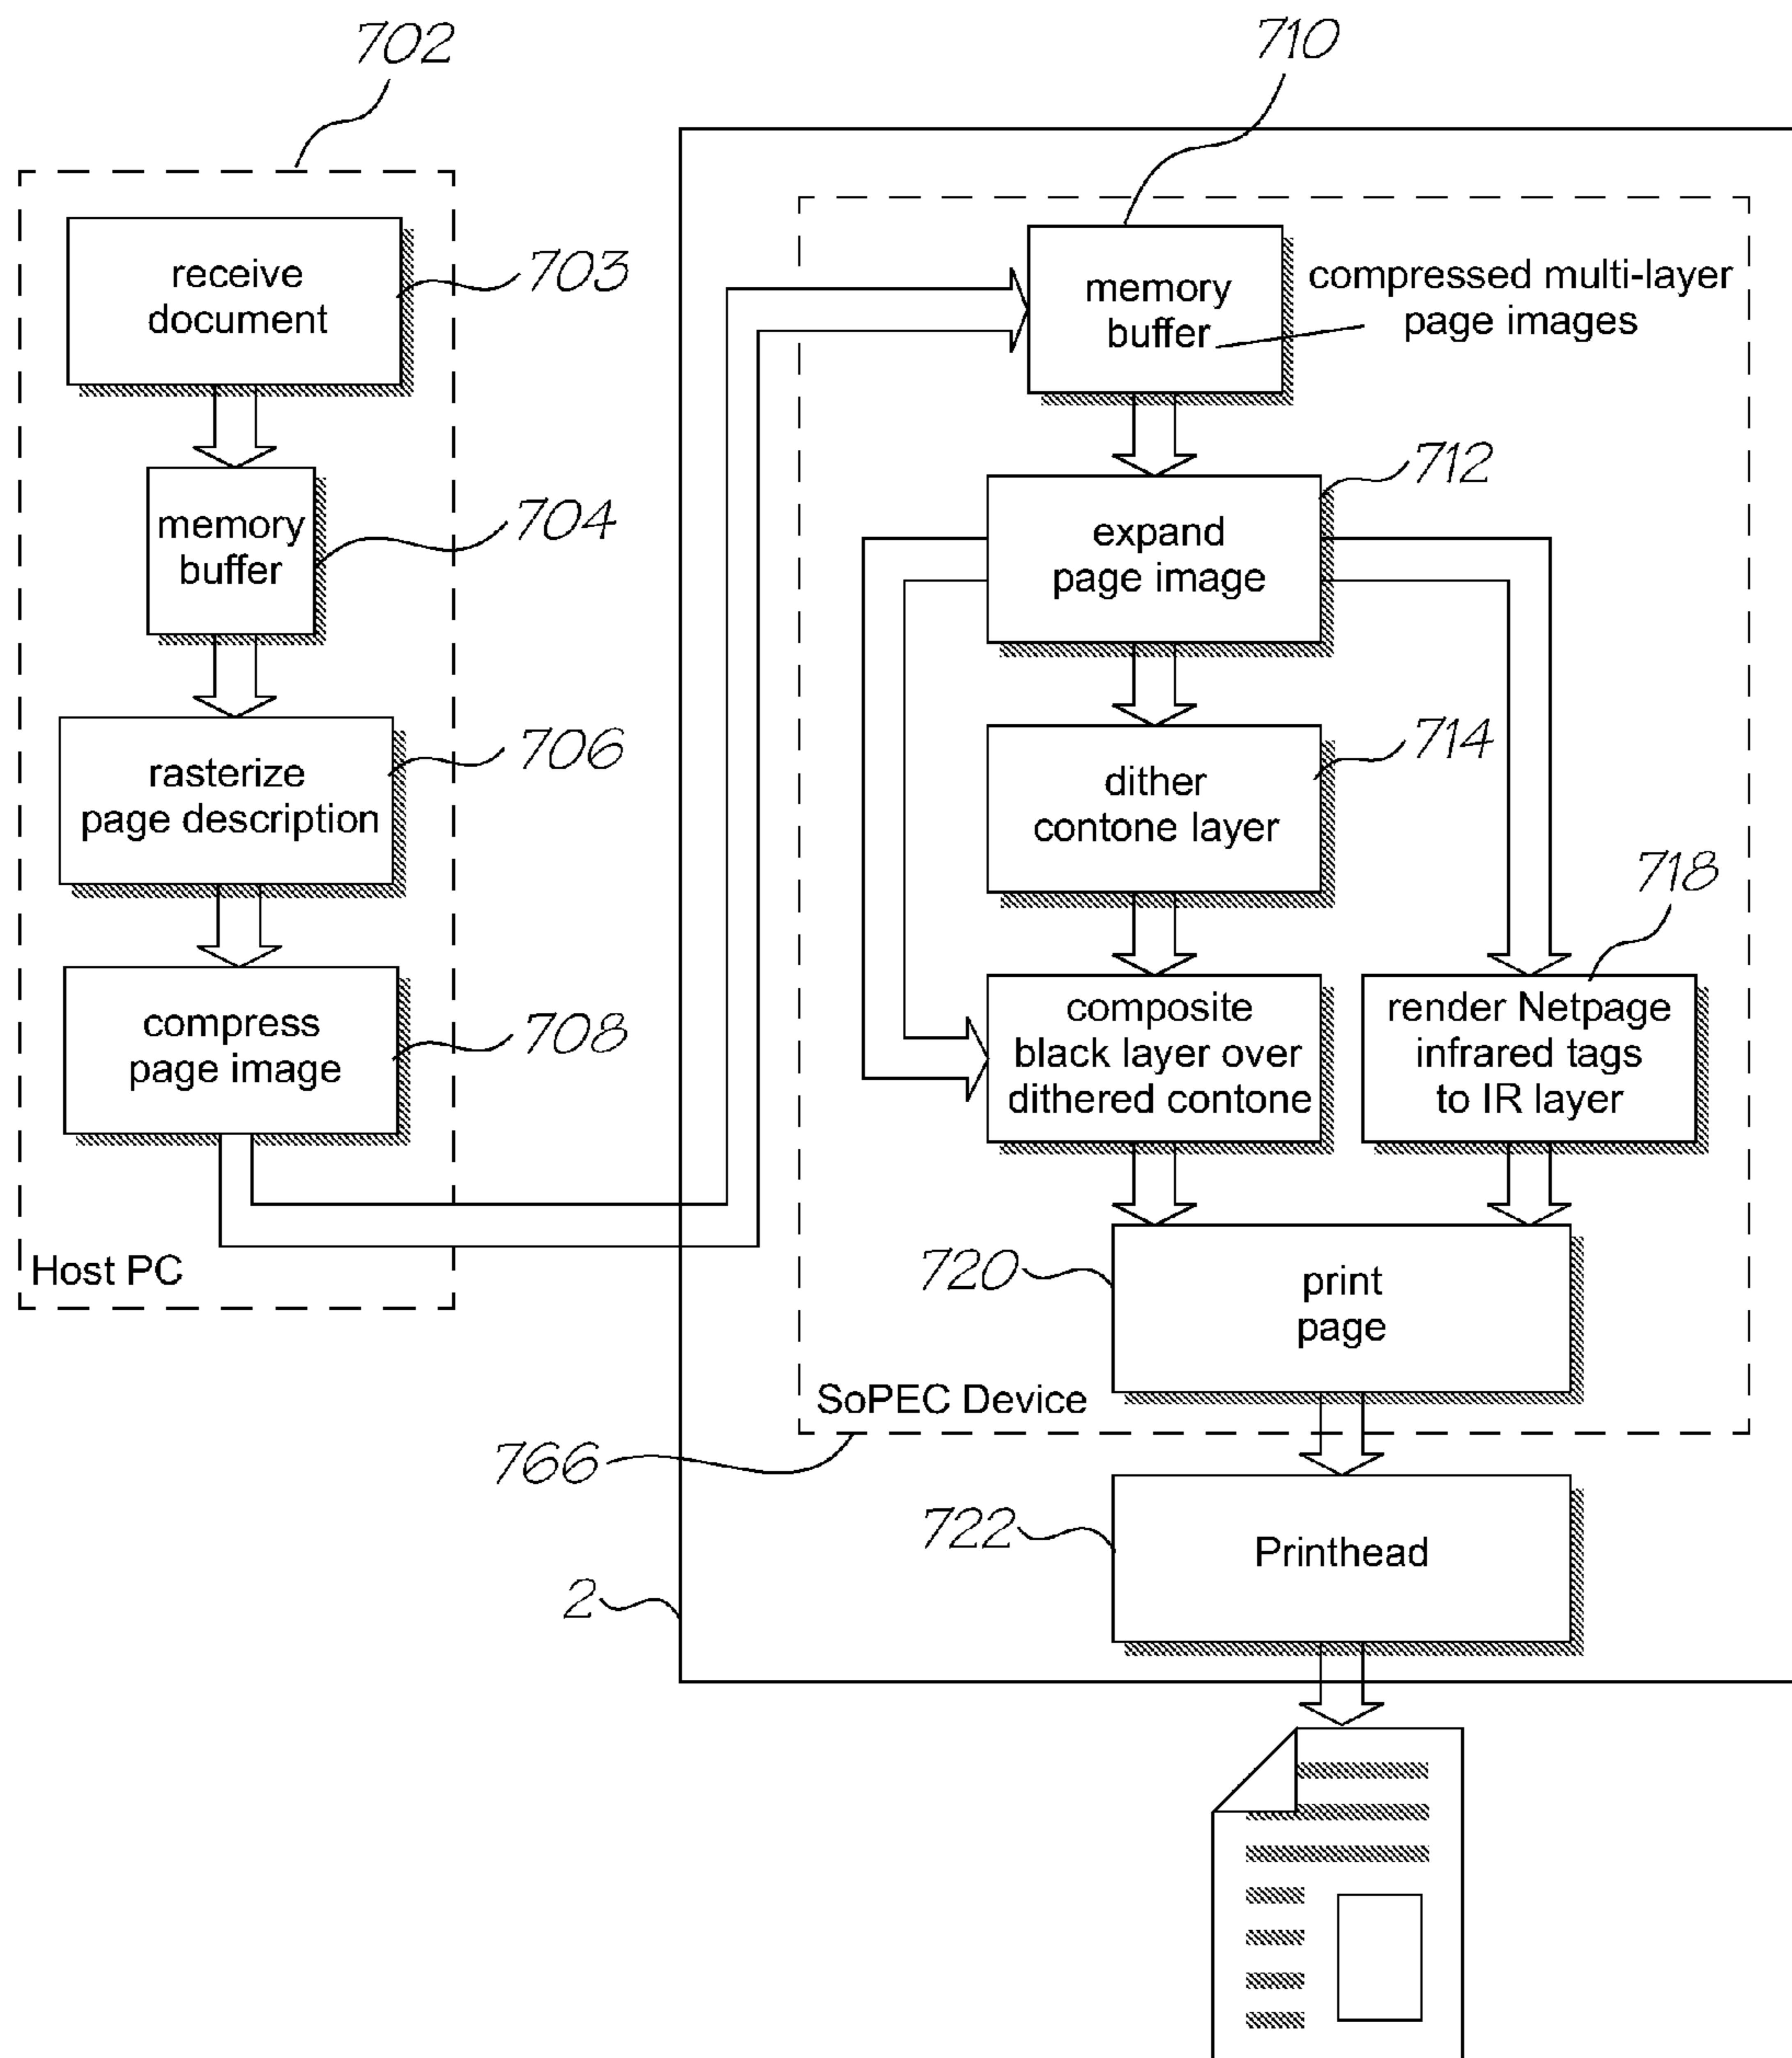 702
710
receive
document
703
memory
buffer
704
rasterize
page description
706
compress
page image
708
Host PC
memory
buffer
compressed multi-layer
page images
expand
page image
712
dither
contone layer
714
718
composite
black layer over
dithered contone
render Netpage
infrared tags
to IR layer
720
print
page
SoPEC Device
766
722
Printhead
2